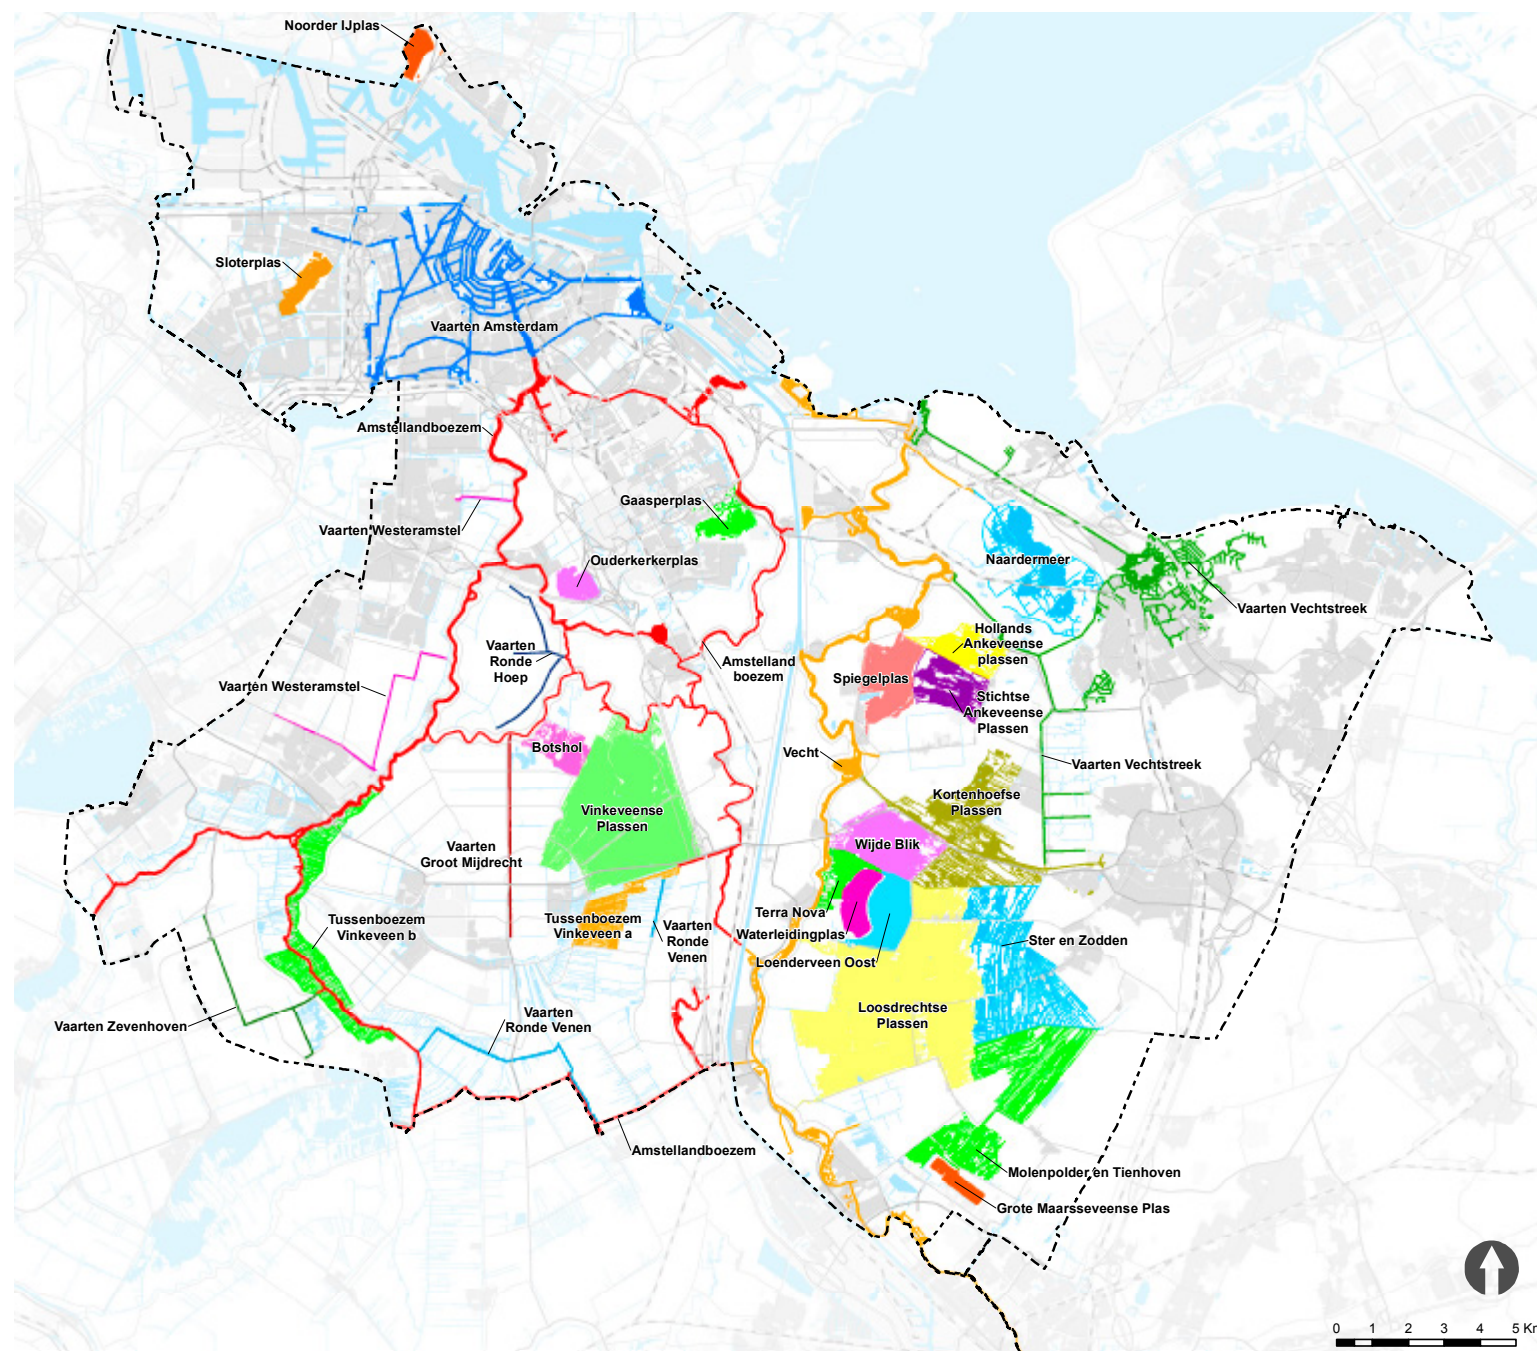 Noorder IJplas
Sloterplas
Vaarten Amsterdam
Amstellandboezem
Gaasperplas
Vaarten Westeramstel
Ouderkerkerplas
Naardermeer
Vaarten Vechtstreek
Hollands
Ankeveense
plassen
Vaarten
Ronde
Hoep
Amstelland
boezem
Spiegelplas
Vaarten Westeramstel
Stichtse
Ankeveense
Plassen
Botshol
Vecht
Vaarten Vechtstreek
Kortenhoefse
Plassen
Vinkeveense
Plassen
Wijde Blik
Vaarten
Groot Mijdrecht
Terra Nova
Tussenboezem
Vinkeveen b
Tussenboezem
Vinkeveen a
Vaarten
Ronde
Venen
Waterleidingplas
Ster en Zodden
Loenderveen Oost
Loosdrechtse
Plassen
Vaarten Zevenhoven
Vaarten
Ronde Venen
Amstellandboezem
Molenpolder en Tienhoven
Grote Maarsseveense Plas
0 1 2 3 4 5 Km